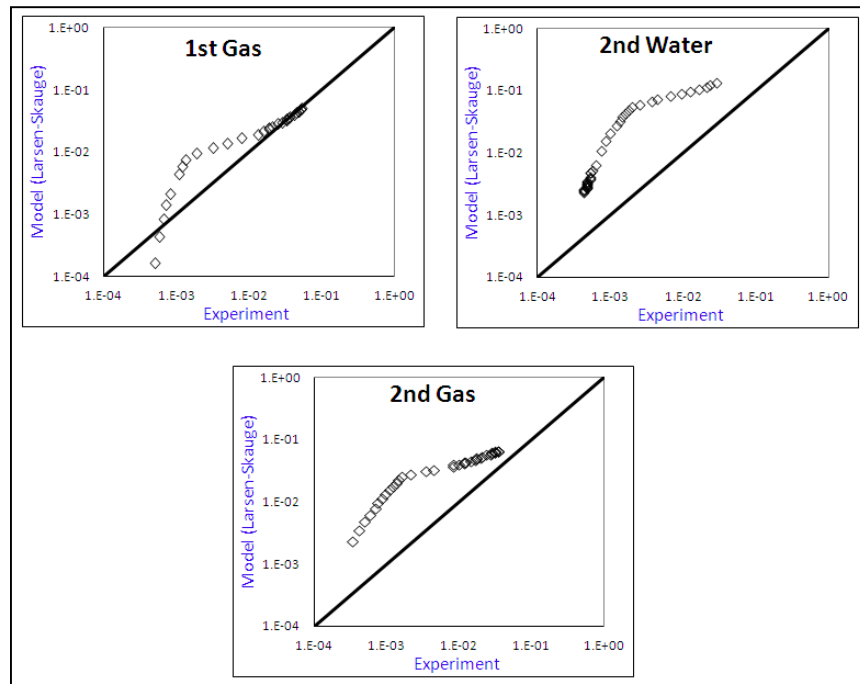 1st Gas
Model (Larsen-Skauge)
1.E+00
1.E-01
1.E-02
1.E-03
1.E-04
1.E-04 1.E-03 1.E-02 1.E-01 1.E+00
Experiment
2nd Water
Model (Larsen-Skauge)
1.E+00
1.E-01
1.E-02
1.E-03
1.E-04
1.E-04 1.E-03 1.E-02 1.E-01 1.E+00
Experiment
2nd Gas
Model (Larsen-Skauge)
1.E+00
1.E-01
1.E-02
1.E-03
1.E-04
1.E-04 1.E-03 1.E-02 1.E-01 1.E+00
Experiment